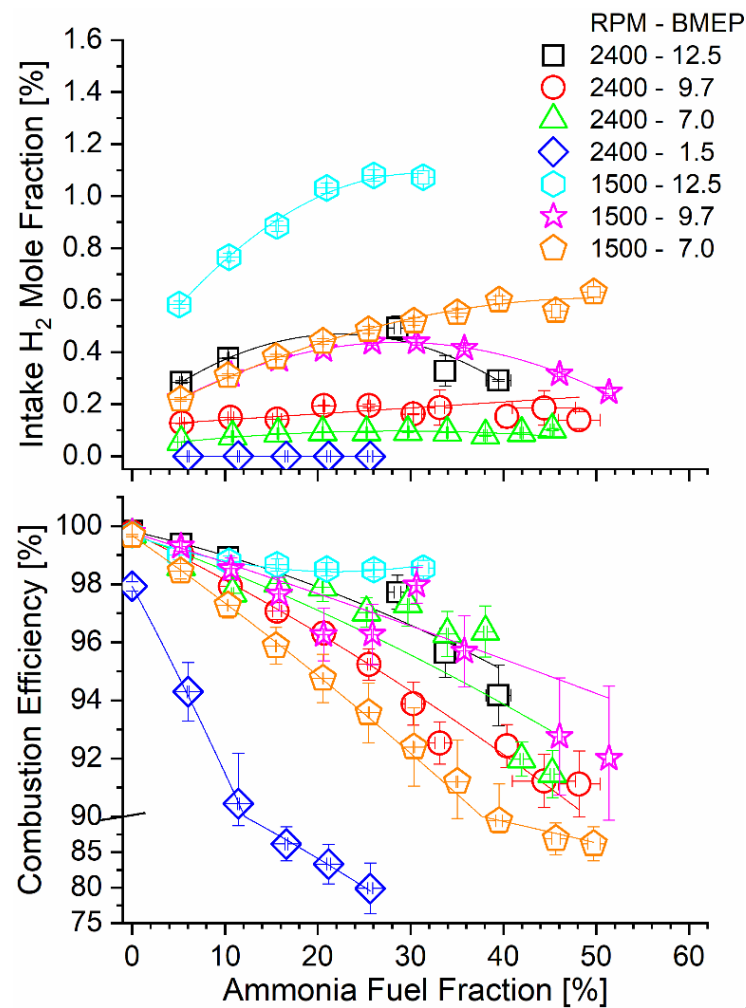 RPM - BMEP
2400 - 12.5
2400 - 9.7
2400 - 7.0
2400 - 1.5
1500 - 12.5
1500 - 9.7
1500 - 7.0
Intake H2 Mole Fraction [%]
1.6
1.4
1.2
1.0
0.8
0.6
0.4
0.2
0.0
Combustion Efficiency [%]
100
98
96
94
92
90
85
80
75
0 10 20 30 40 50 60
Ammonia Fuel Fraction [%]